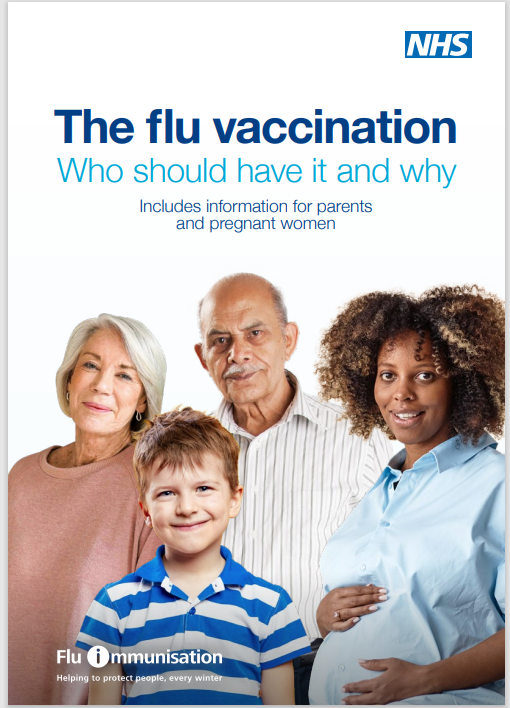 NHS
The flu vaccination
Who should have it and why
Includes information for parents
and pregnant women
Flu immunisation
Helping to protect people, every winter